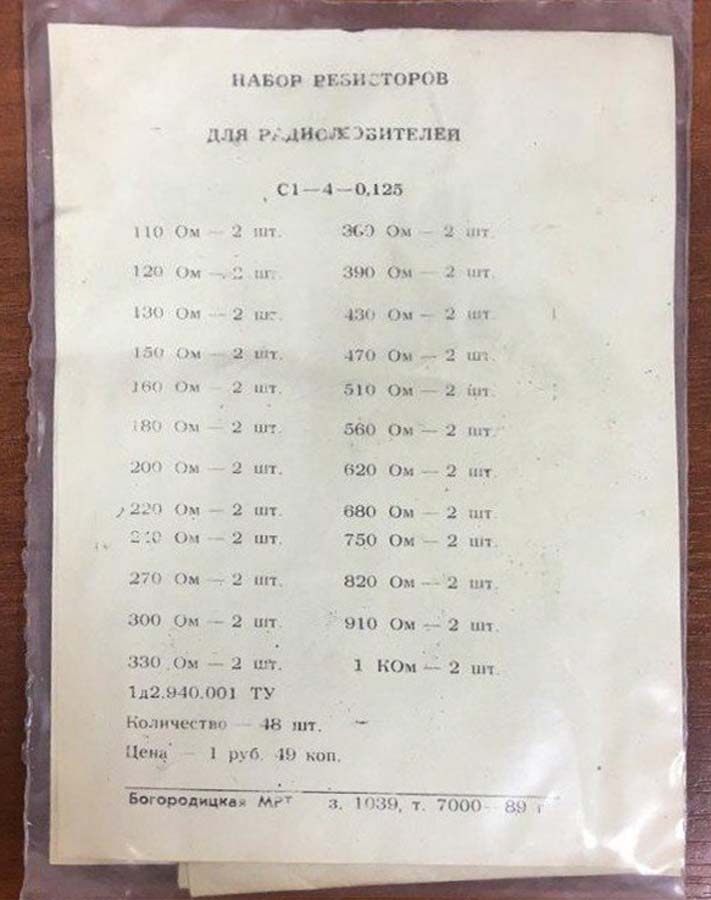 НАБОР РЕЗИСТОРОВ
ДЛЯ РАДИОЛЮБИТЕЛЕЙ
С1—4—0,125
110 Ом — 2 шт. 360 Ом — 2 шт.
120 Ом — 2 шт. 390 Ом — 2 шт.
130 Ом — 2 шт. 430 Ом — 2 шт.
150 Ом — 2 шт. 470 Ом — 2 шт.
160 Ом — 2 шт. 510 Ом — 2 шт.
180 Ом — 2 шт. 560 Ом — 2 шт.
200 Ом — 2 шт. 620 Ом — 2 шт.
220 Ом — 2 шт. 680 Ом — 2 шт.
240 Ом — 2 шт. 750 Ом — 2 шт.
270 Ом — 2 шт. 820 Ом — 2 шт.
300 Ом — 2 шт. 910 Ом — 2 шт.
330 Ом — 2 шт. 1 КОм — 2 шт.
1д2.940.001 ТУ
Количество — 48 шт.
Цена — 1 руб. 49 коп.
Богородицкая МРТ з. 1039, т. 7000—89 г